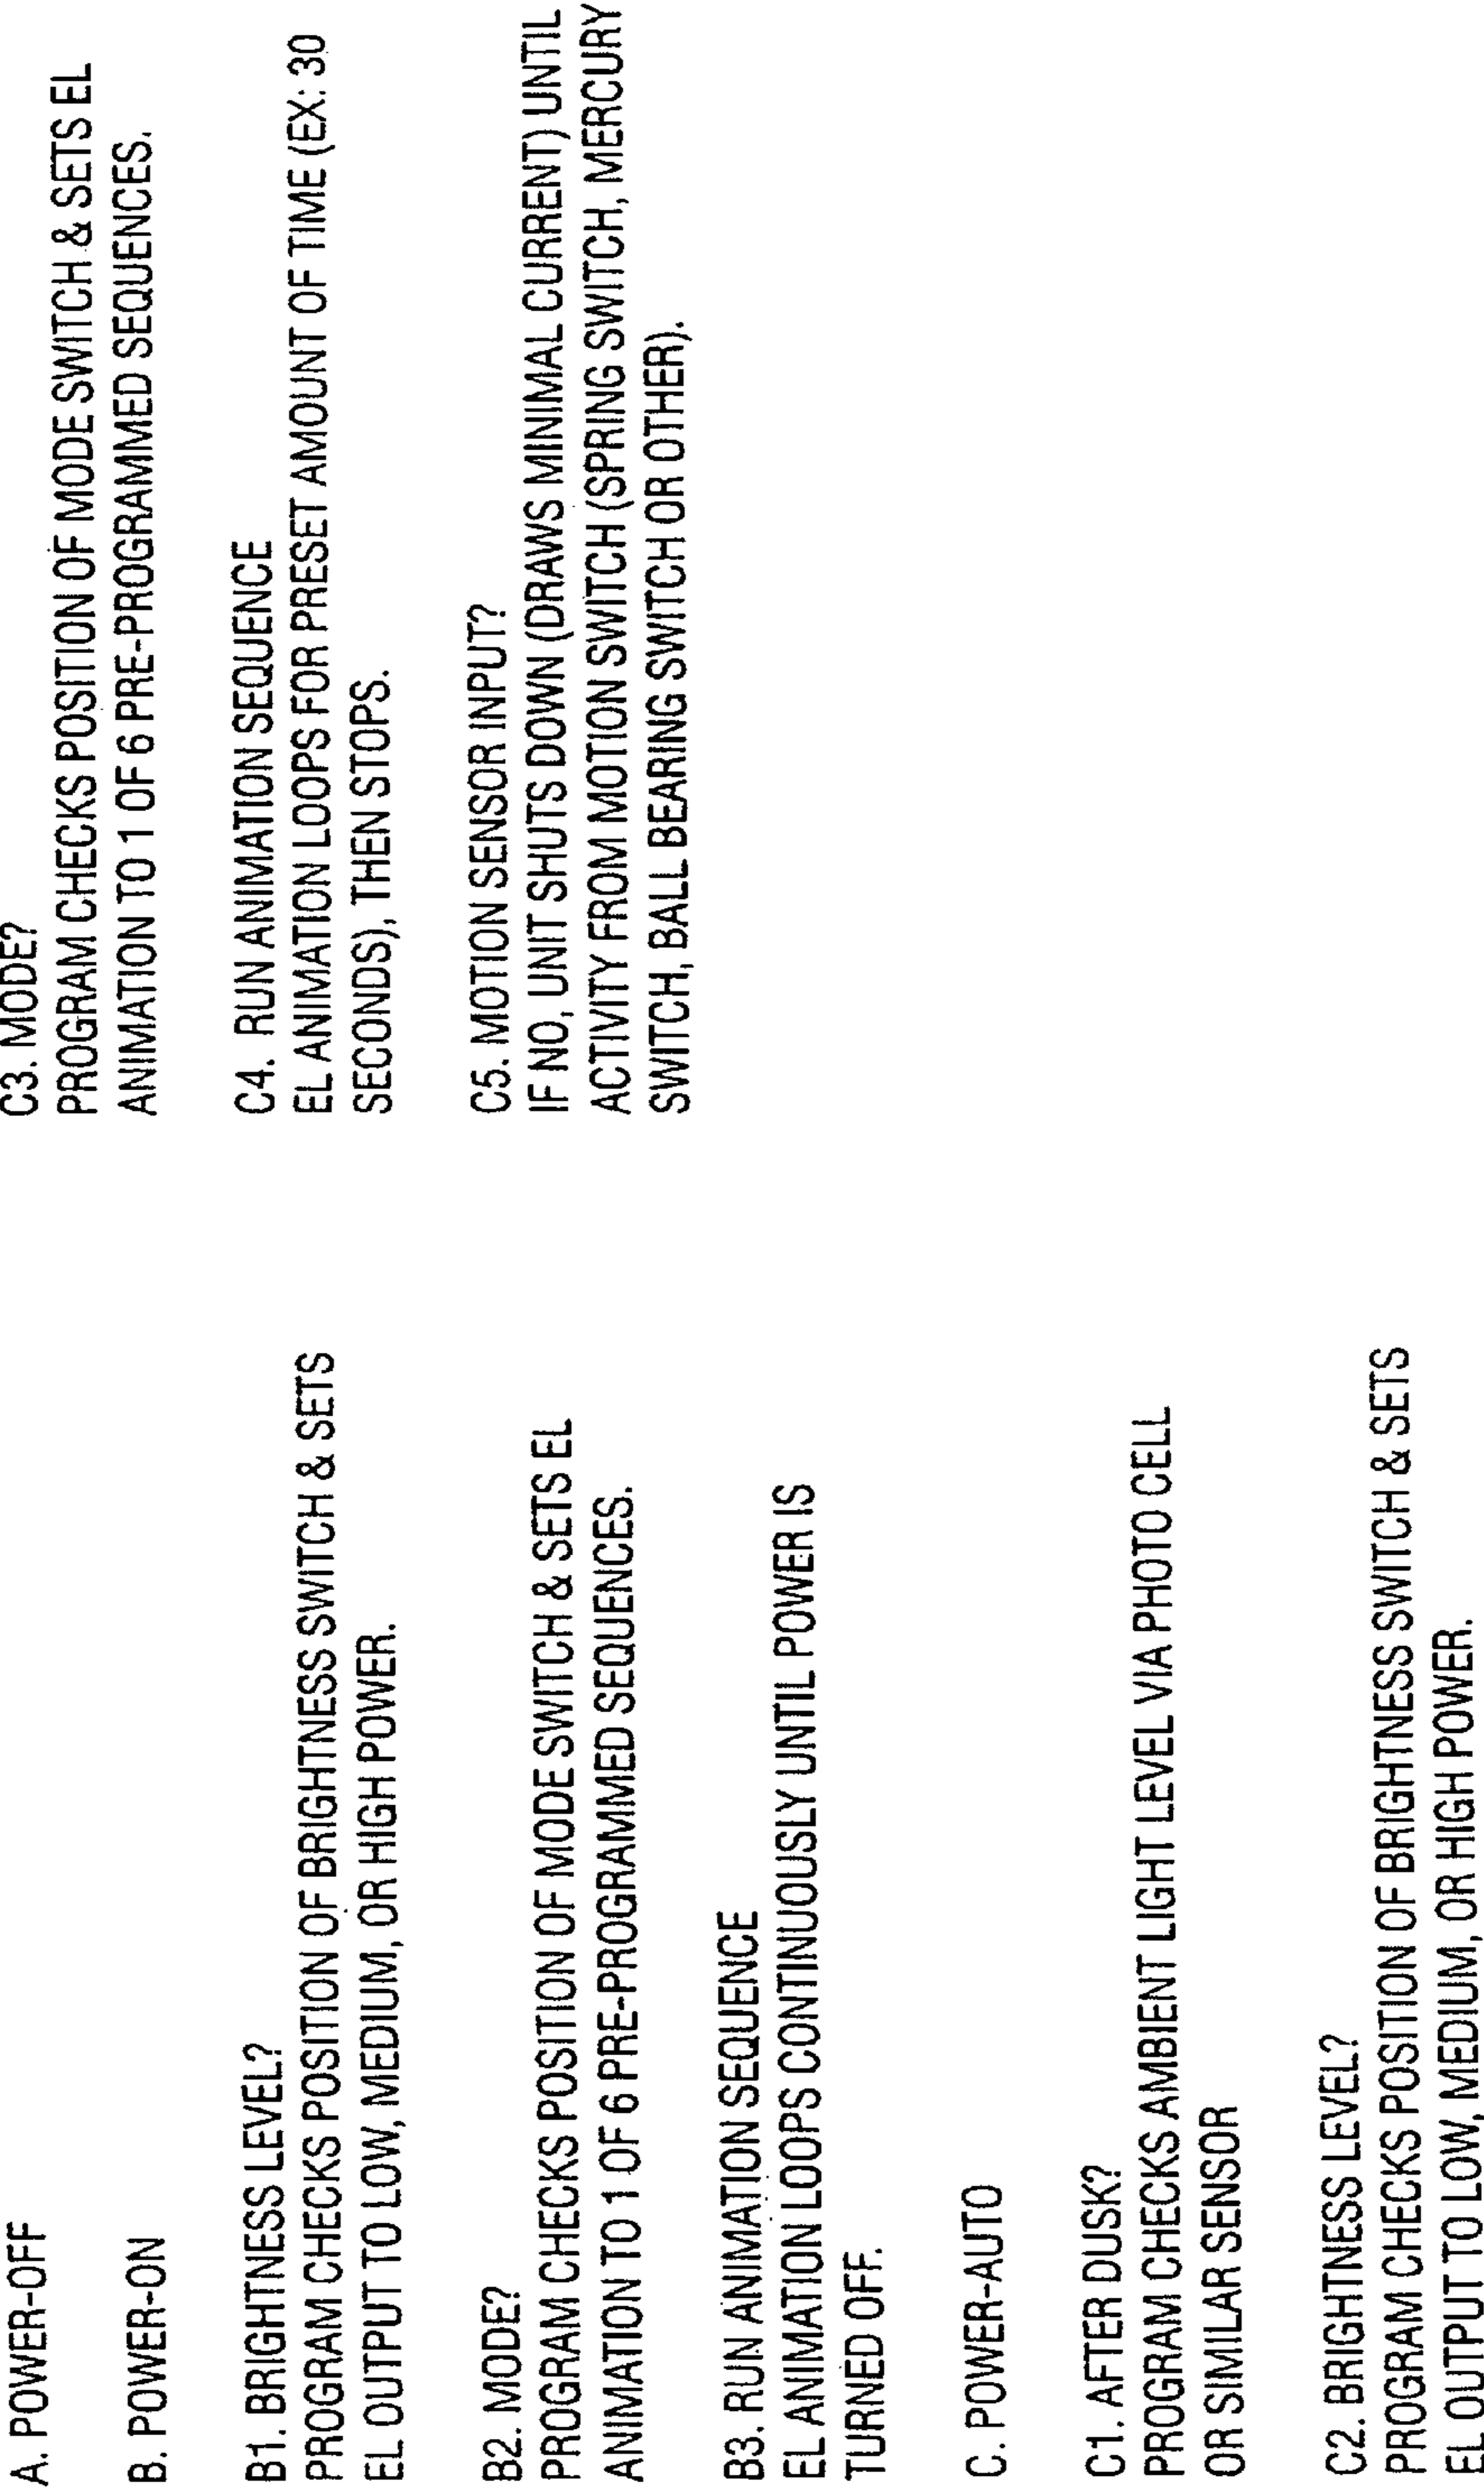 A. POWER-OFF
B. POWER-ON
B1. BRIGHTNESS LEVEL?
PROGRAM CHECKS POSITION OF BRIGHTNESS SWITCH & SETS
EL OUTPUT TO LOW, MEDIUM, OR HIGH POWER.
B2. MODE?
PROGRAM CHECKS POSITION OF MODE SWITCH & SETS EL
ANIMATION TO 1 OF 6 PRE-PROGRAMMED SEQUENCES.
B3. RUN ANIMATION SEQUENCE
EL ANIMATION LOOPS CONTINUOUSLY UNTIL POWER IS
TURNED OFF.
C. POWER-AUTO
C1. AFTER DUSK?
PROGRAM CHECKS AMBIENT LIGHT LEVEL VIA PHOTO CELL
OR SIMILAR SENSOR
C2. BRIGHTNESS LEVEL?
PROGRAM CHECKS POSITION OF BRIGHTNESS SWITCH & SETS
EL OUTPUT TO LOW, MEDIUM, OR HIGH POWER.
C3. MODE?
PROGRAM CHECKS POSITION OF MODE SWITCH & SETS EL
ANIMATION TO 1 OF 6 PRE-PROGRAMMED SEQUENCES.
C4. RUN ANIMATION SEQUENCE
EL ANIMATION LOOPS FOR PRESET AMOUNT OF TIME (EX: 30
SECONDS), THEN STOPS.
C5. MOTION SENSOR INPUT?
IF NO, UNIT SHUTS DOWN (DRAWS MINIMAL CURRENT) UNTIL
ACTIVITY FROM MOTION SWITCH (SPRING SWITCH, MERCURY
SWITCH, BALL BEARING SWITCH OR OTHER).